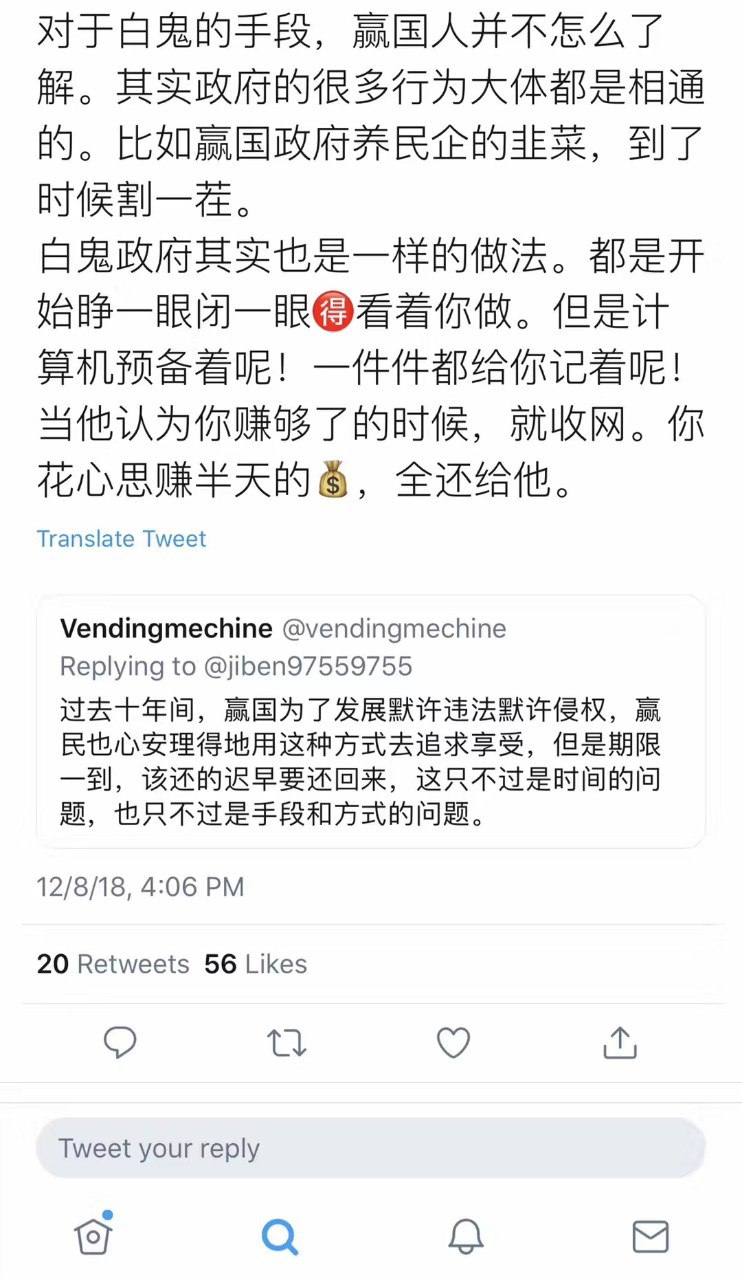 对于白鬼的手段，赢国人并不怎么了
解。其实政府的很多行为大体都是相通
的。比如赢国政府养民企的韭菜，到了
时候割一茬。
白鬼政府其实也是一样的做法。都是开
始睁一眼闭一眼🉐看着你做。但是计
算机预备着呢！一件件都给你记着呢！
当他认为你赚够了的时候，就收网。你
花心思赚半天的💰，全还给他。
Translate Tweet
Vendingmechine @vendingmechine
Replying to @jiben97559755
过去十年间，赢国为了发展默许违法默许侵权，赢
民也心安理得地用这种方式去追求享受，但是期限
一到，该还的迟早要还回来，这只不过是时间的问
题，也只不过是手段和方式的问题。
12/8/18, 4:06 PM
20 Retweets 56 Likes
Tweet your reply